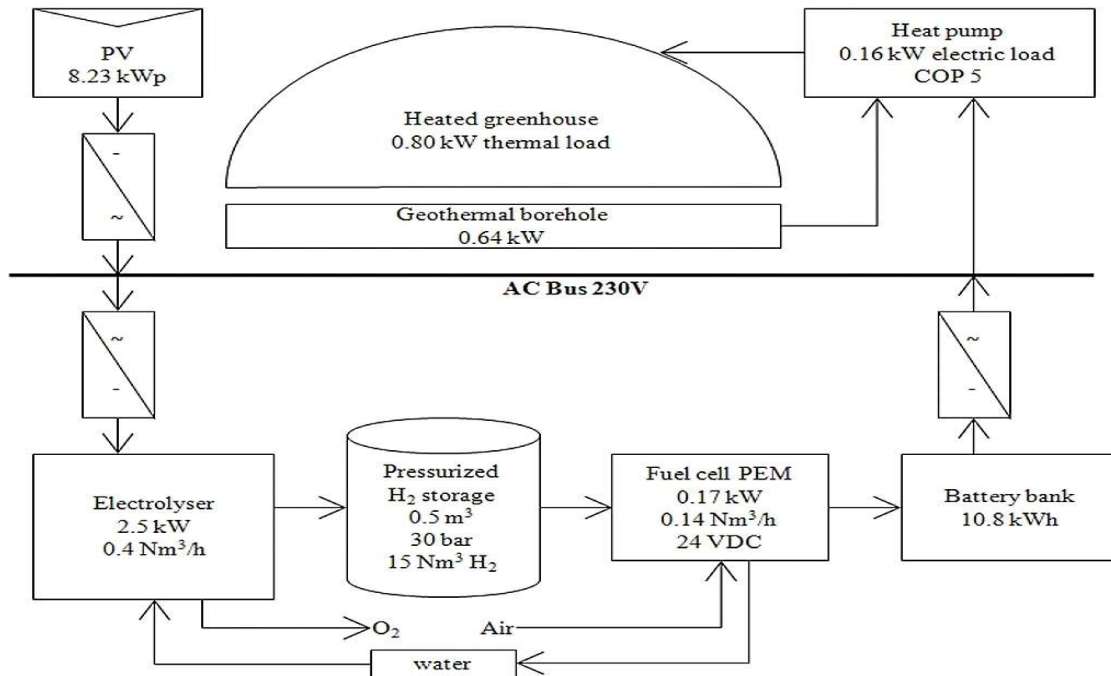 PV
8.23 kWp
Heat pump
0.16 kW electric load
COP 5
Heated greenhouse
0.80 kW thermal load
Geothermal borehole
0.64 kW
-
~
AC Bus 230V
~
-
~
-
Electrolyser
2.5 kW
0.4 Nm³/h
Pressurized
H₂ storage
0.5 m³
30 bar
15 Nm³ H₂
Fuel cell PEM
0.17 kW
0.14 Nm³/h
24 VDC
Battery bank
10.8 kWh
O₂
Air
water